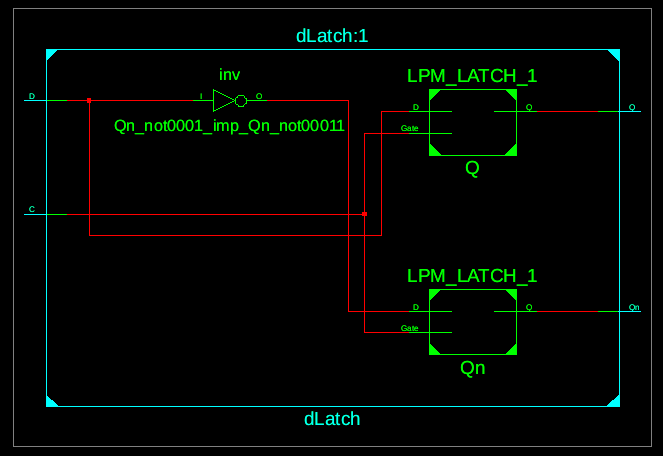 dLatch:1
inv
LPM_LATCH_1
D
I
O
D
Q
Q
Gate
Qn_not0001_imp_Qn_not00011
Q
C
LPM_LATCH_1
D
Q
Qn
Gate
Qn
dLatch